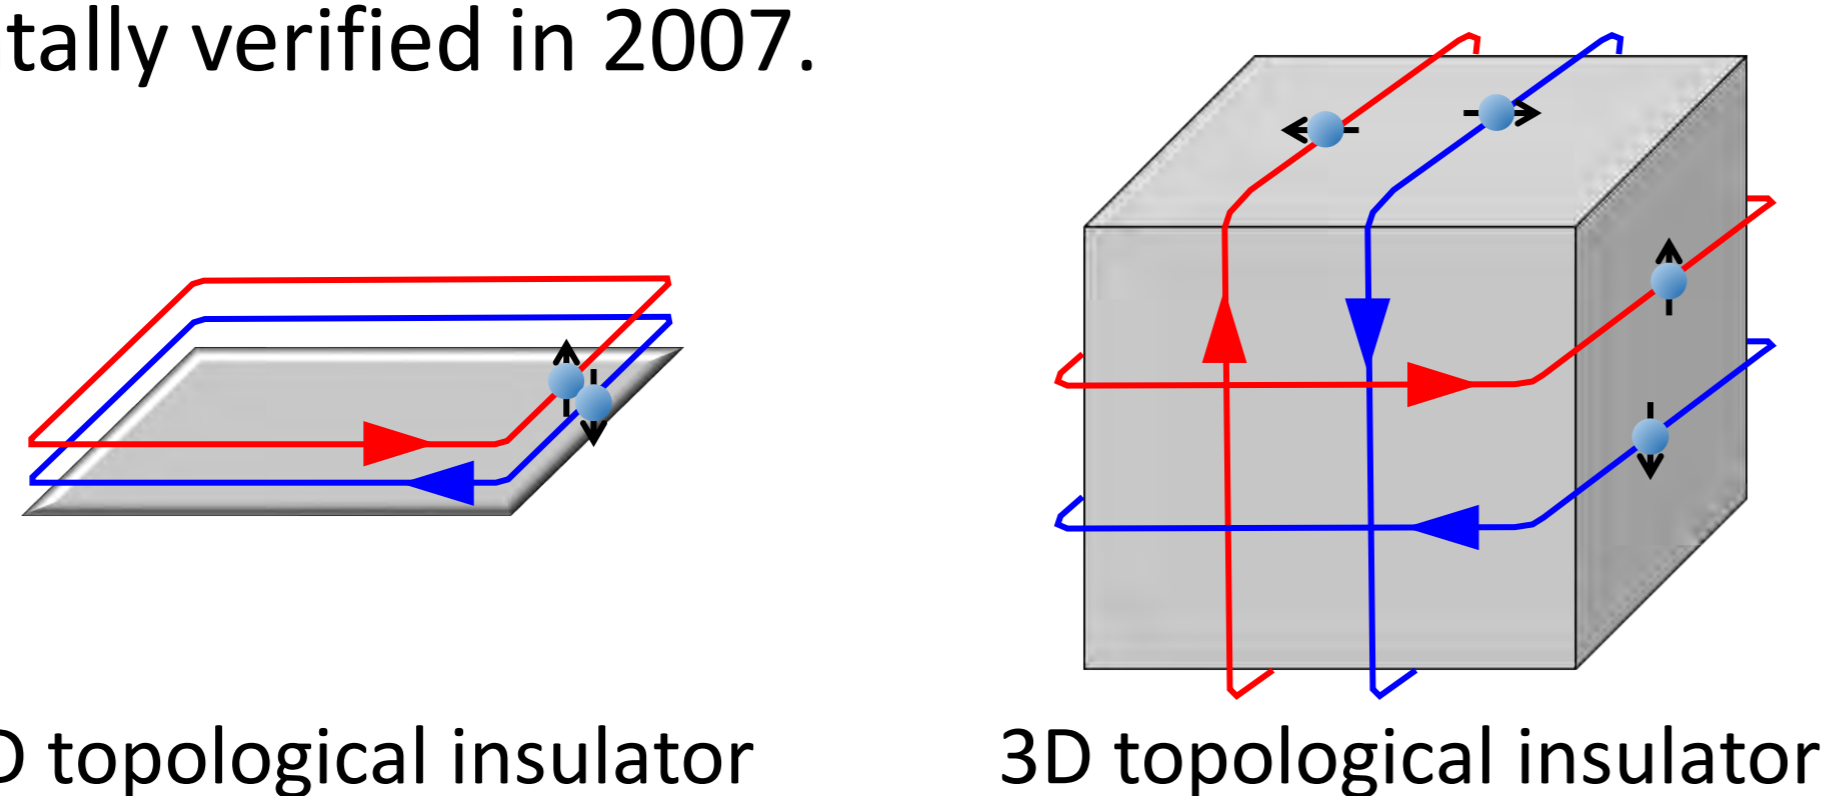 tally verified in 2007.
D topological insulator
3D topological insulator